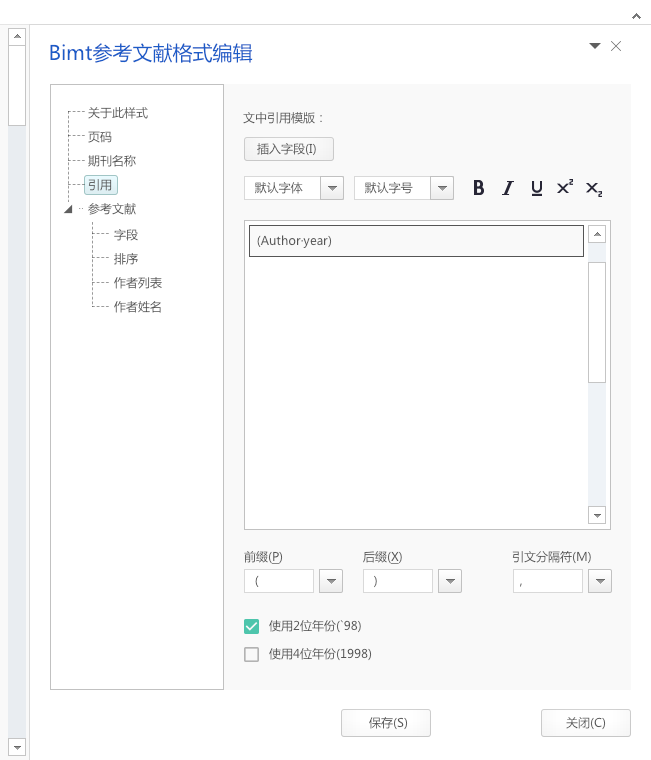 Bimt参考文献格式编辑
关于此样式
页码
期刊名称
引用
参考文献
字段
排序
作者列表
作者姓名
文中引用模版：
插入字段(I)
默认字体 默认字号 B I U X² X₂
(Author·year)
前缀(P) 后缀(X) 引文分隔符(M)
( ) ,
使用2位年份(`98)
使用4位年份(1998)
保存(S) 关闭(C)